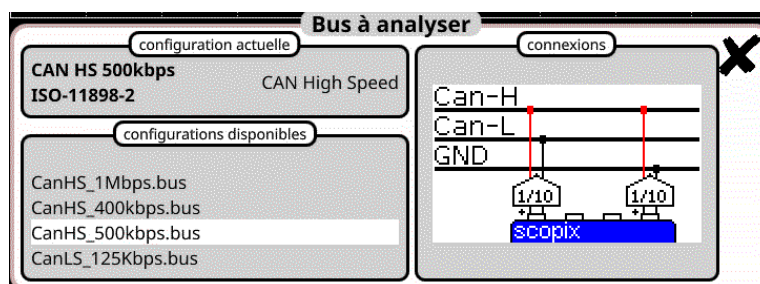 Bus à analyser
configuration actuelle
CAN HS 500kbps
ISO-11898-2
CAN High Speed
configurations disponibles
CanHS_1Mbps.bus
CanHS_400kbps.bus
CanHS_500kbps.bus
CanLS_125Kbps.bus
connexions
Can-H
Can-L
GND
1/10
1/10
scopix